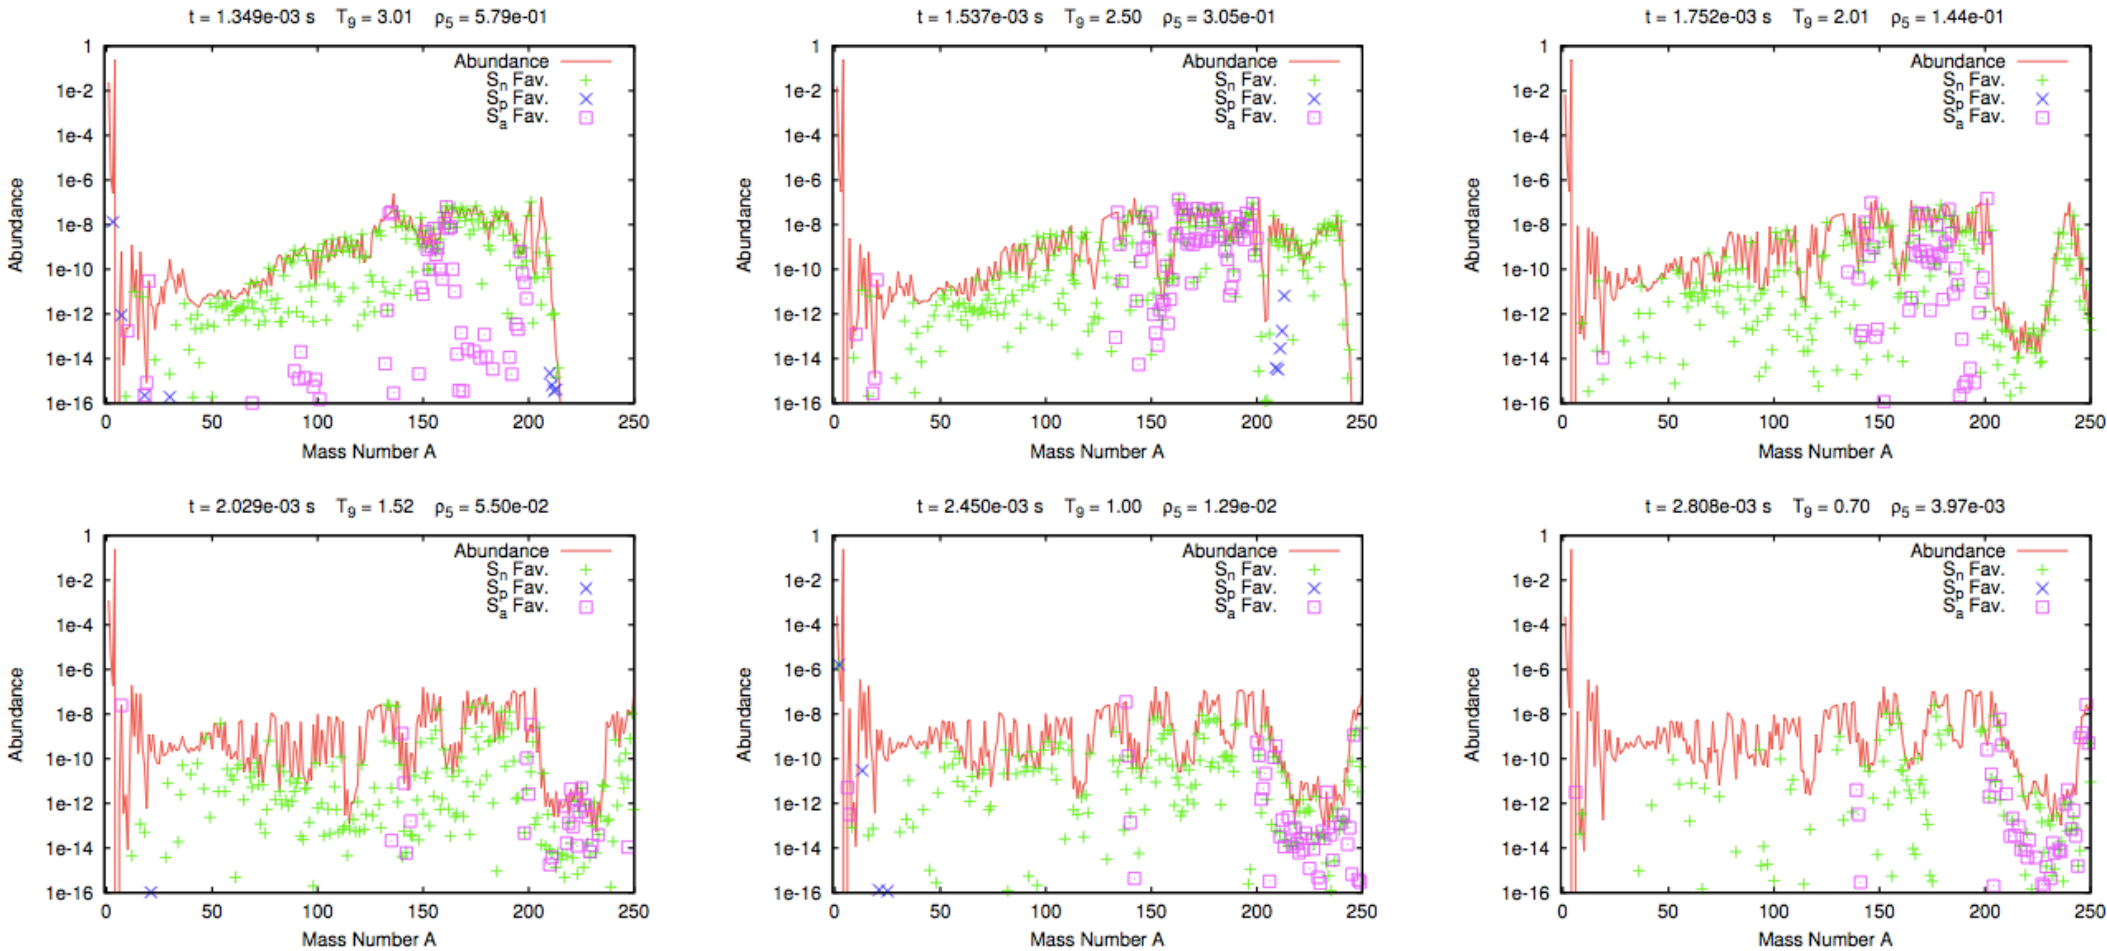 t = 1.349e-03 s T9 = 3.01 ρ5 = 5.79e-01
Abundance
Sn Fav.
Sp Fav.
Sa Fav.
1
1e-2
1e-4
1e-6
1e-8
1e-10
1e-12
1e-14
1e-16
0 50 100 150 200 250
Abundance
Mass Number A
t = 1.537e-03 s T9 = 2.50 ρ5 = 3.05e-01
Abundance
Sn Fav.
Sp Fav.
Sa Fav.
1
1e-2
1e-4
1e-6
1e-8
1e-10
1e-12
1e-14
1e-16
0 50 100 150 200 250
Abundance
Mass Number A
t = 1.752e-03 s T9 = 2.01 ρ5 = 1.44e-01
Abundance
Sn Fav.
Sp Fav.
Sa Fav.
1
1e-2
1e-4
1e-6
1e-8
1e-10
1e-12
1e-14
1e-16
0 50 100 150 200 250
Abundance
Mass Number A
t = 2.029e-03 s T9 = 1.52 ρ5 = 5.50e-02
Abundance
Sn Fav.
Sp Fav.
Sa Fav.
1
1e-2
1e-4
1e-6
1e-8
1e-10
1e-12
1e-14
1e-16
0 50 100 150 200 250
Abundance
Mass Number A
t = 2.450e-03 s T9 = 1.00 ρ5 = 1.29e-02
Abundance
Sn Fav.
Sp Fav.
Sa Fav.
1
1e-2
1e-4
1e-6
1e-8
1e-10
1e-12
1e-14
1e-16
0 50 100 150 200 250
Abundance
Mass Number A
t = 2.808e-03 s T9 = 0.70 ρ5 = 3.97e-03
Abundance
Sn Fav.
Sp Fav.
Sa Fav.
1
1e-2
1e-4
1e-6
1e-8
1e-10
1e-12
1e-14
1e-16
0 50 100 150 200 250
Abundance
Mass Number A